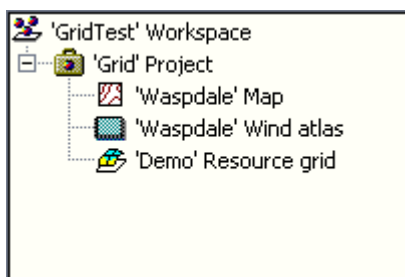 'GridTest' Workspace
'Grid' Project
'Waspdale' Map
'Waspdale' Wind atlas
'Demo' Resource grid